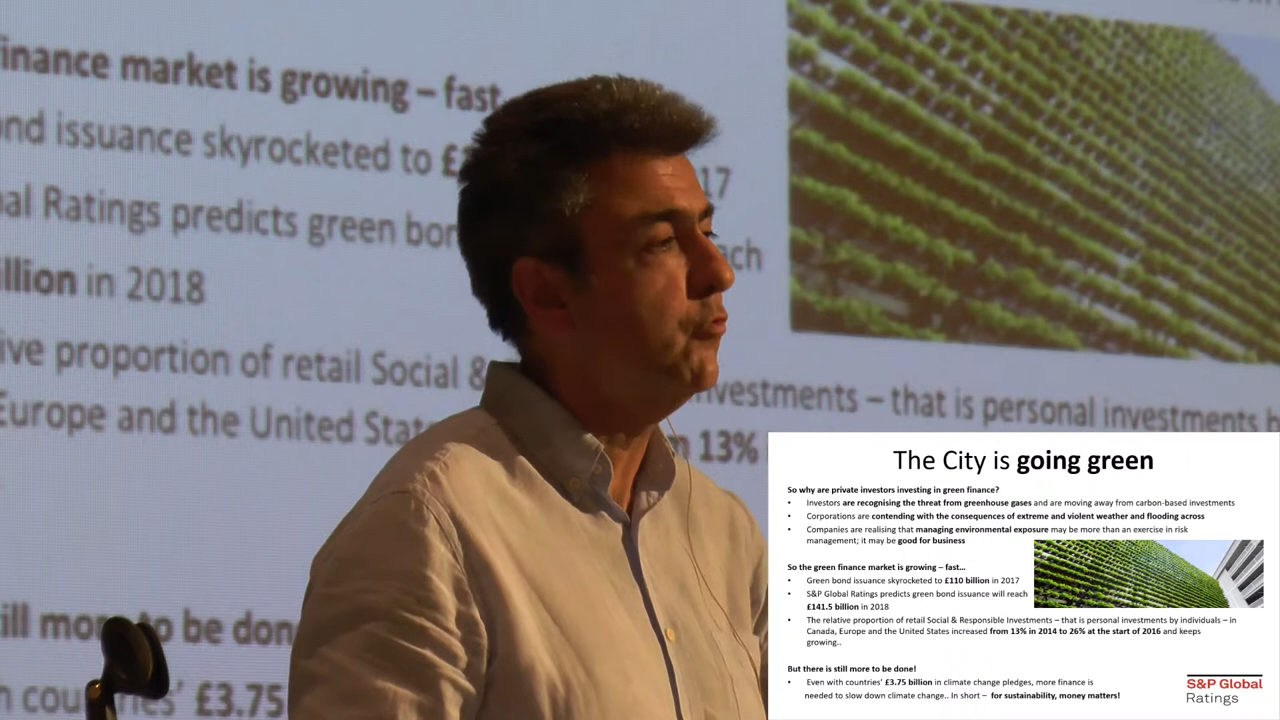 finance market is growing – fast
ond issuance skyrocketed to £
17
al Ratings predicts green bon
ach
illion in 2018
ive proportion of retail Social &
nvestments – that is personal investments b
Europe and the United State
m 13%
ill more to be don
n countries' £3.75
The City is going green
So why are private investors investing in green finance?
• Investors are recognising the threat from greenhouse gases and are moving away from carbon-based investments
• Corporations are contending with the consequences of extreme and violent weather and flooding across
• Companies are realising that managing environmental exposure may be more than an exercise in risk
management; it may be good for business
So the green finance market is growing – fast…
• Green bond issuance skyrocketed to £110 billion in 2017
• S&P Global Ratings predicts green bond issuance will reach
£141.5 billion in 2018
• The relative proportion of retail Social & Responsible Investments – that is personal investments by individuals – in
Canada, Europe and the United States increased from 13% in 2014 to 26% at the start of 2016 and keeps
growing..
But there is still more to be done!
• Even with countries' £3.75 billion in climate change pledges, more finance is
needed to slow down climate change.. In short – for sustainability, money matters!
S&P Global
Ratings